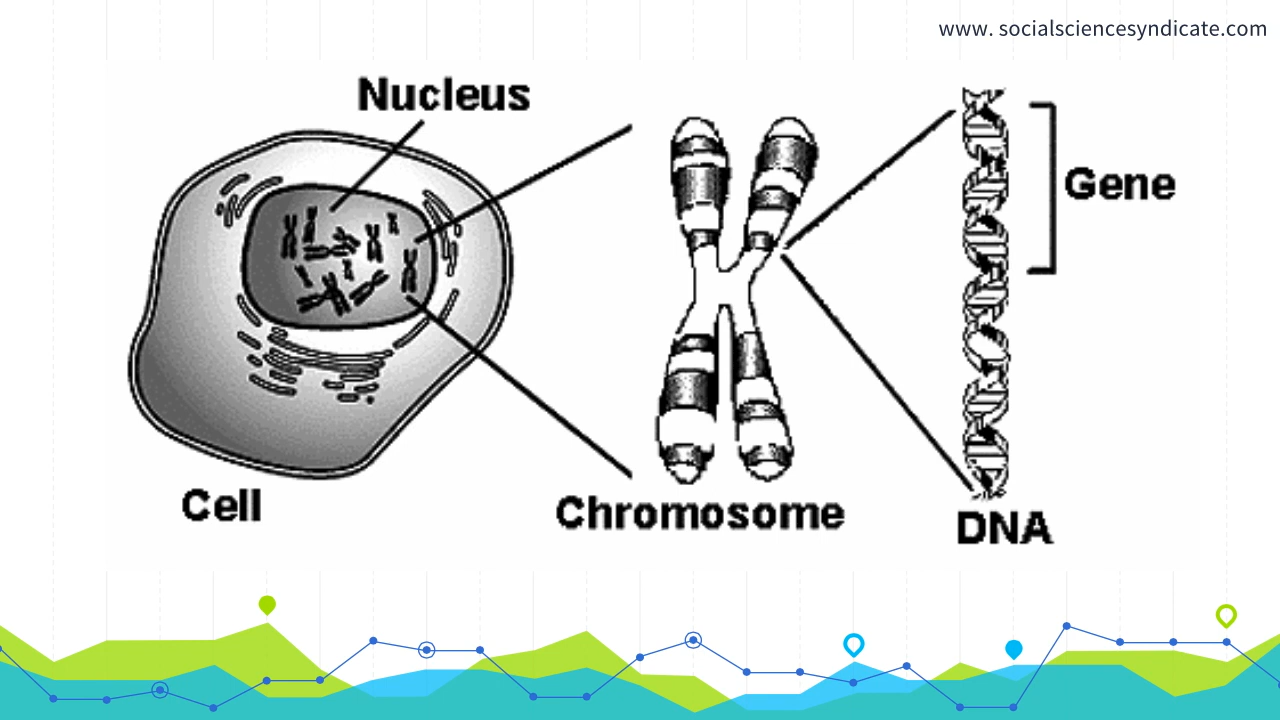 www. socialsciencesyndicate.com
Nucleus
Gene
Cell
Chromosome
DNA